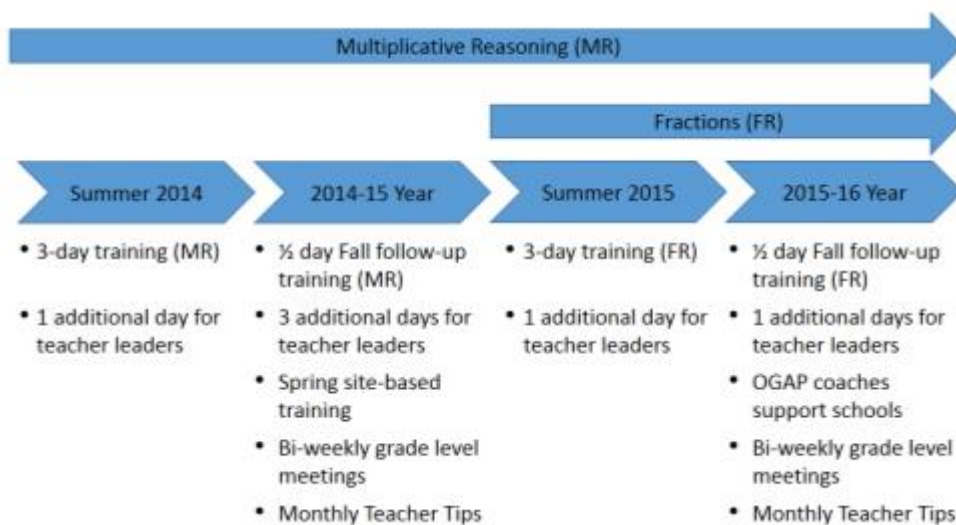 Multiplicative Reasoning (MR)
Fractions (FR)
Summer 2014
• 3-day training (MR)
• 1 additional day for
teacher leaders
2014-15 Year
• ½ day Fall follow-up
training (MR)
• 3 additional days for
teacher leaders
• Spring site-based
training
• Bi-weekly grade level
meetings
• Monthly Teacher Tips
Summer 2015
• 3-day training (FR)
• 1 additional day for
teacher leaders
2015-16 Year
• ½ day Fall follow-up
training (FR)
• 1 additional days for
teacher leaders
• OGAP coaches
support schools
• Bi-weekly grade level
meetings
• Monthly Teacher Tips